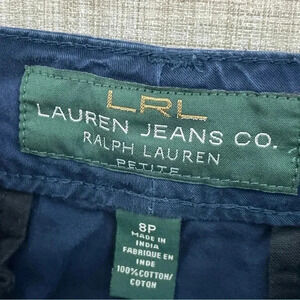 LRL
LAUREN JEANS CO.
RALPH LAUREN
PETITE
8P
MADE IN
INDIA
FABRIQUE EN
INDE
100%COTTON/
COTON